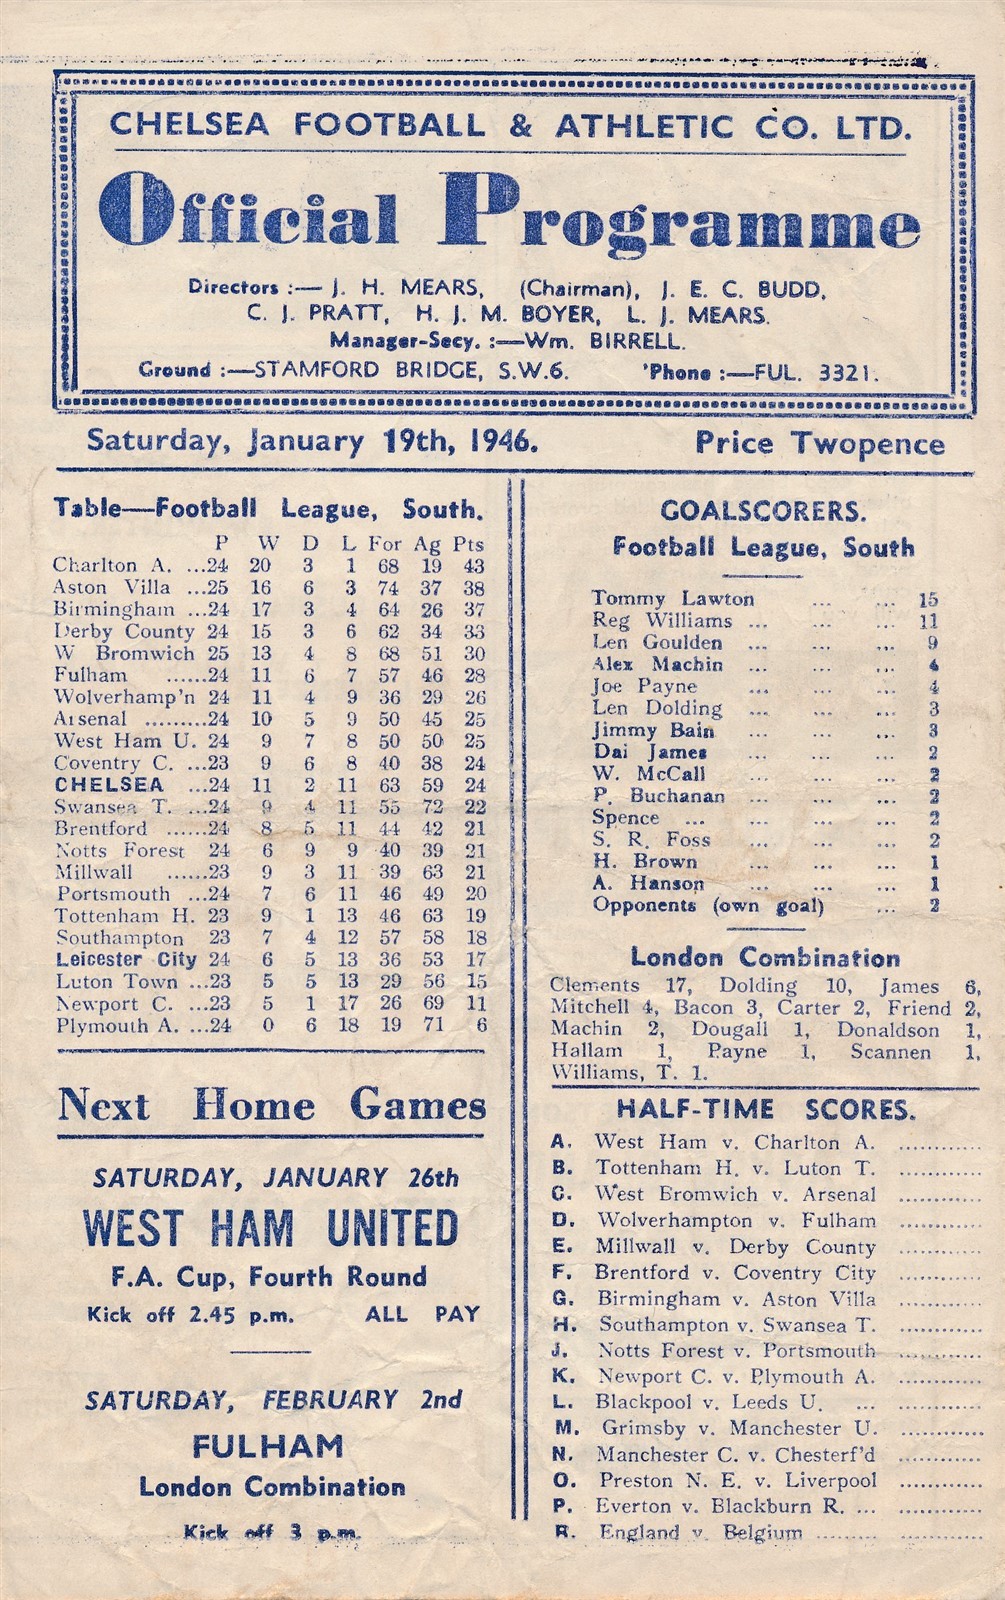 CHELSEA FOOTBALL & ATHLETIC CO. LTD.
Official Programme
Directors :— J. H. MEARS, (Chairman), J. E. C. BUDD,
C. J. PRATT, H. J. M. BOYER, L. J. MEARS.
Manager-Secy. :—Wm. BIRRELL.
Ground :—STAMFORD BRIDGE, S.W.6. 'Phone :—FUL. 3321.
Saturday, January 19th, 1946. Price Twopence
Table—Football League, South.
P W D L For Ag Pts
Charlton A. ...24 20 3 1 68 19 43
Aston Villa ...25 16 6 3 74 37 38
Birmingham ...24 17 3 4 64 26 37
Derby County 24 15 3 6 62 34 33
W Bromwich 25 13 4 8 68 51 30
Fulham ......24 11 6 7 57 46 28
Wolverhamp'n 24 11 4 9 36 29 26
Arsenal .........24 10 5 9 50 45 25
West Ham U. 24 9 7 8 50 50 25
Coventry C. ...23 9 6 8 40 38 24
CHELSEA ...24 11 2 11 63 59 24
Swansea T. ...24 9 4 11 55 72 22
Brentford ......24 8 5 11 44 42 21
Notts Forest 24 6 9 9 40 39 21
Millwall ......23 9 3 11 39 63 21
Portsmouth ...24 7 6 11 46 49 20
Tottenham H. 23 9 1 13 46 63 19
Southampton 23 7 4 12 57 58 18
Leicester City 24 6 5 13 36 53 17
Luton Town ...23 5 5 13 29 56 15
Newport C. ...23 5 1 17 26 69 11
Plymouth A. ...24 0 6 18 19 71 6
Next Home Games
SATURDAY, JANUARY 26th
WEST HAM UNITED
F.A. Cup, Fourth Round
Kick off 2.45 p.m. ALL PAY
SATURDAY, FEBRUARY 2nd
FULHAM
London Combination
Kick off 3 p.m.
GOALSCORERS.
Football League, South
Tommy Lawton ... ... 15
Reg Williams ... ... ... 11
Len Goulden ... ... ... 9
Alex Machin ... ... ... 4
Joe Payne ... ... ... 4
Len Dolding ... ... ... 3
Jimmy Bain ... ... ... 3
Dai James ... ... ... 2
W. McCall ... ... ... 2
P. Buchanan ... ... ... 2
Spence ... ... ... ... 2
S. R. Foss ... ... ... 2
H. Brown ... ... ... 1
A. Hanson ... ... ... 1
Opponents (own goal) ... 2
London Combination
Clements 17, Dolding 10, James 6,
Mitchell 4, Bacon 3, Carter 2, Friend 2,
Machin 2, Dougall 1, Donaldson 1,
Hallam 1, Payne 1, Scannen 1,
Williams, T. 1.
HALF-TIME SCORES.
A. West Ham v. Charlton A. ............
B. Tottenham H. v. Luton T. ............
C. West Bromwich v. Arsenal ............
D. Wolverhampton v. Fulham ............
E. Millwall v. Derby County ............
F. Brentford v. Coventry City ............
G. Birmingham v. Aston Villa ............
H. Southampton v. Swansea T. ............
J. Notts Forest v. Portsmouth ............
K. Newport C. v. Plymouth A. ............
L. Blackpool v. Leeds U. ... ............
M. Grimsby v. Manchester U. ............
N. Manchester C. v. Chesterf'd ............
O. Preston N. E. v. Liverpool ............
P. Everton v. Blackburn R. ... ............
R. England v. Belgium ......... ............